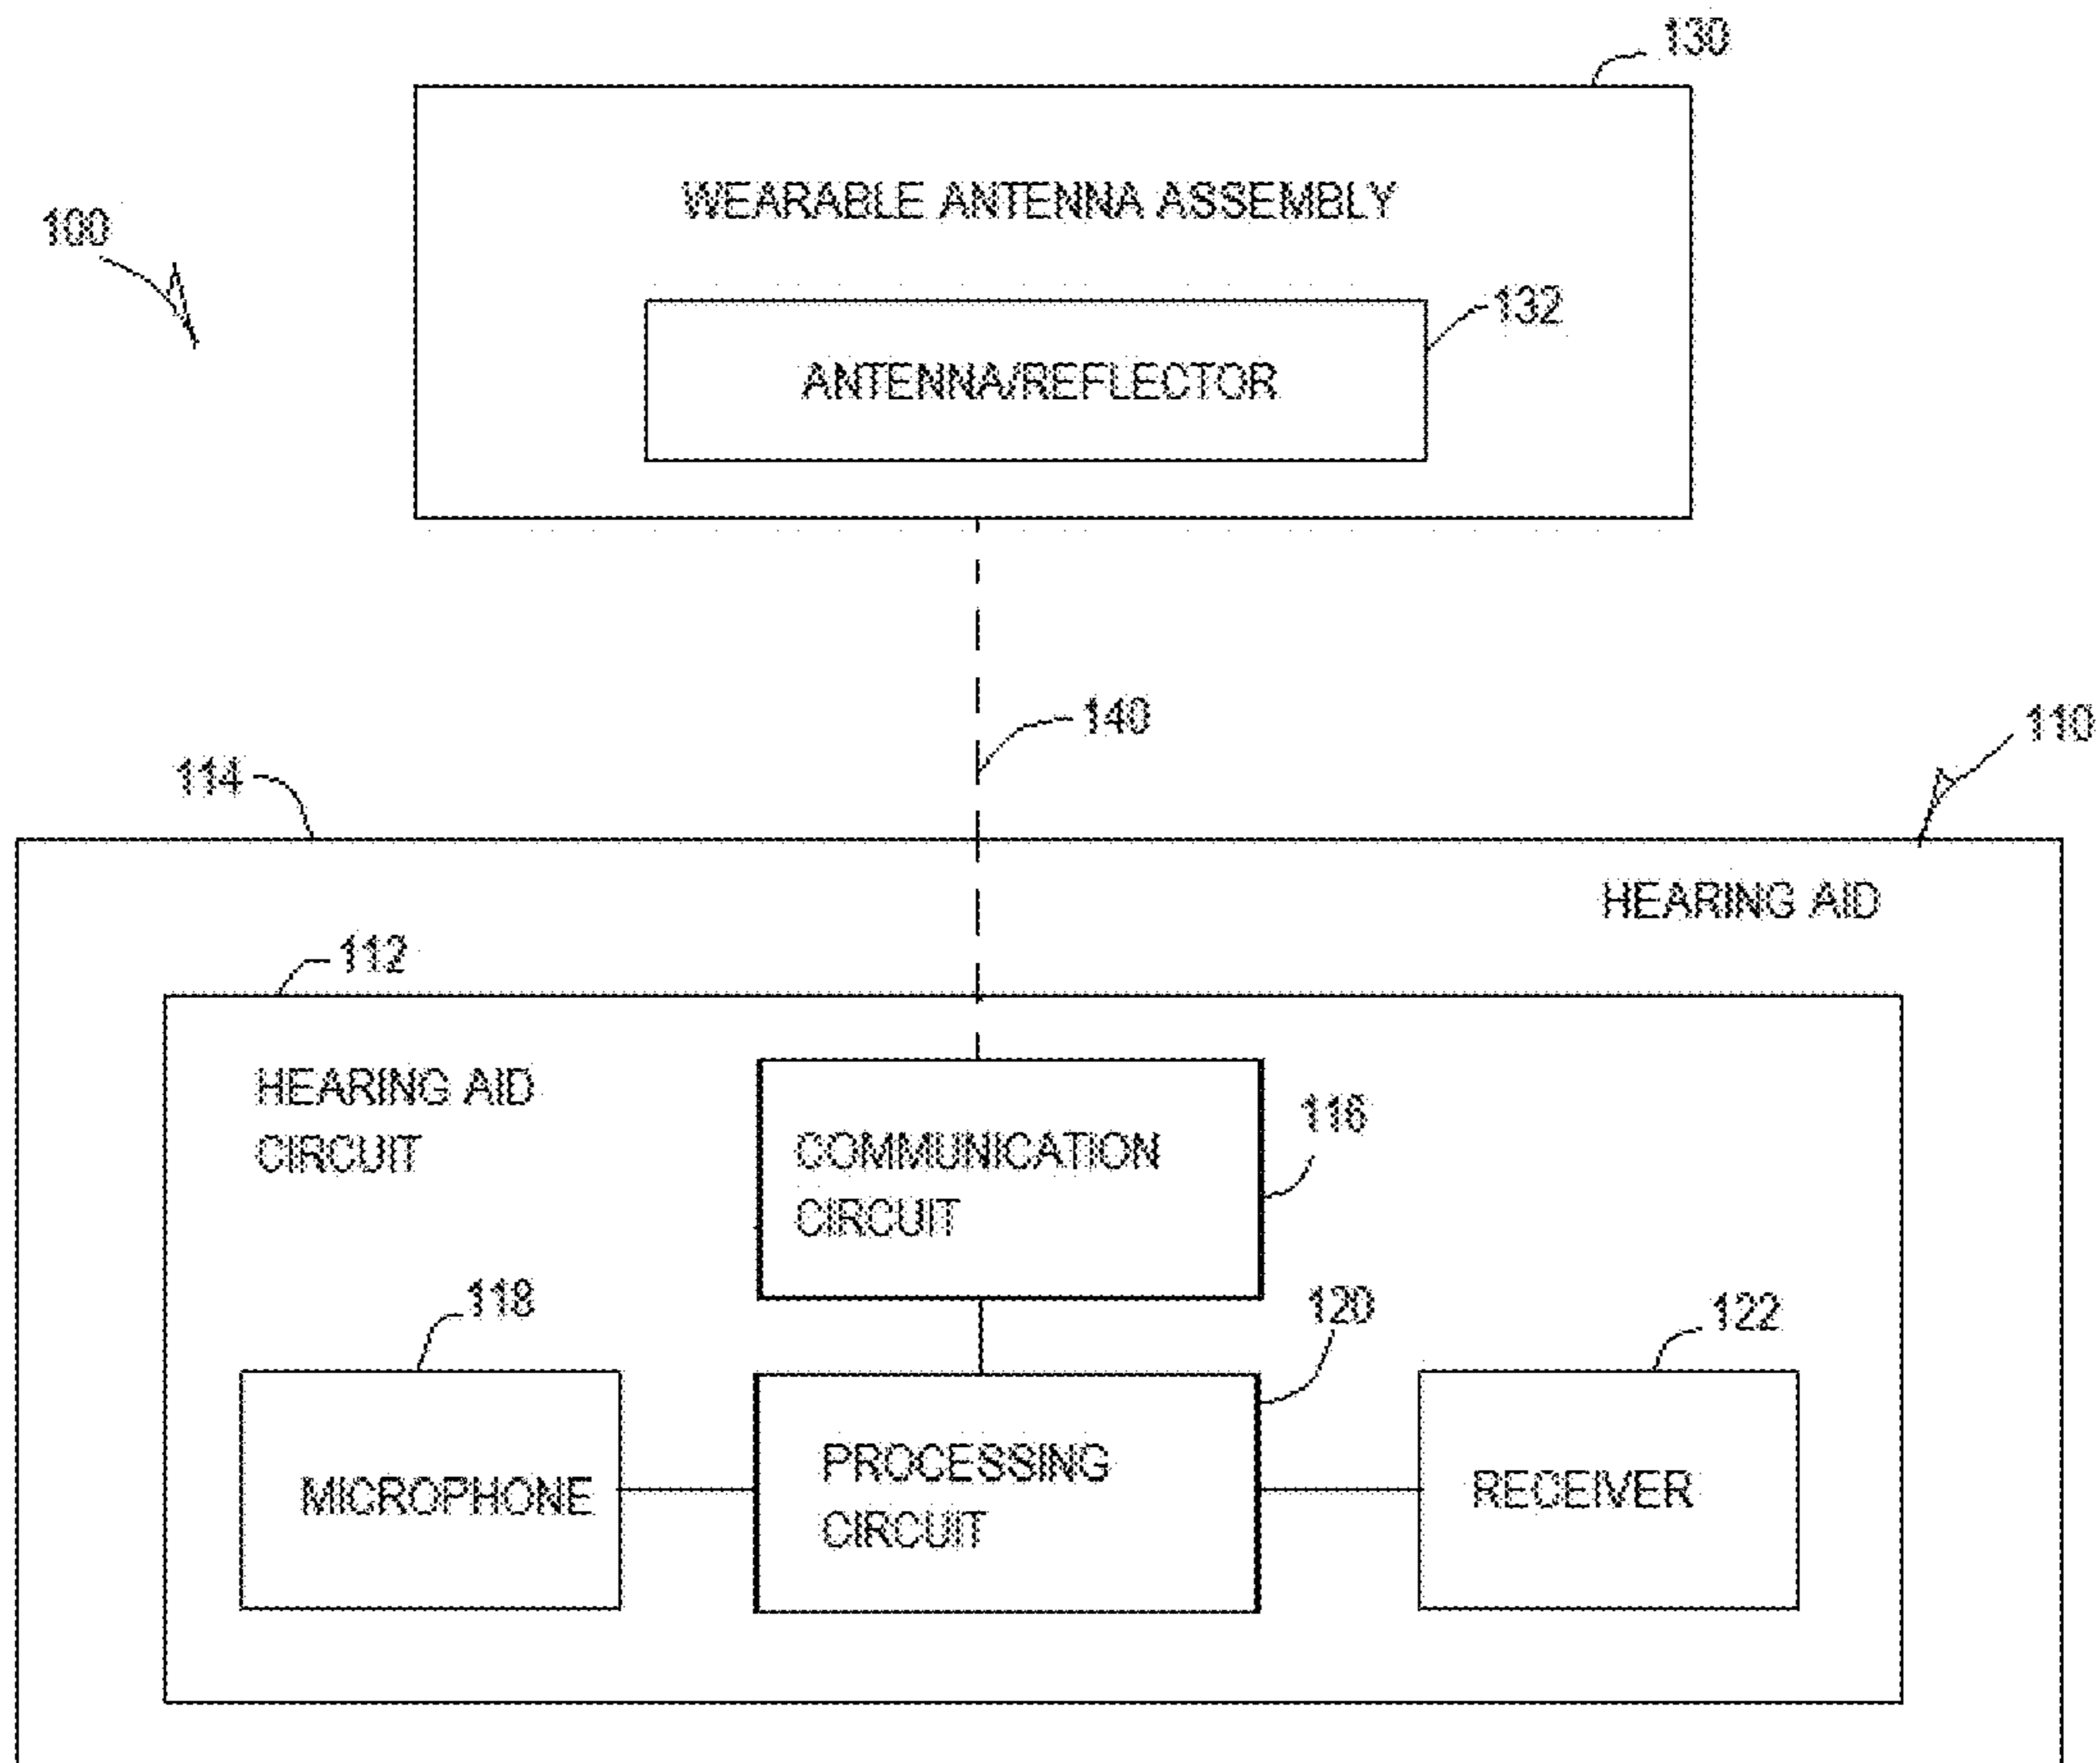 130
WEARABLE ANTENNA ASSEMBLY
100
132
ANTENNA/REFLECTOR
140
110
114
HEARING AID
112
HEARING AID
CIRCUIT
116
COMMUNICATION
CIRCUIT
118
120
122
MICROPHONE
PROCESSING
CIRCUIT
RECEIVER